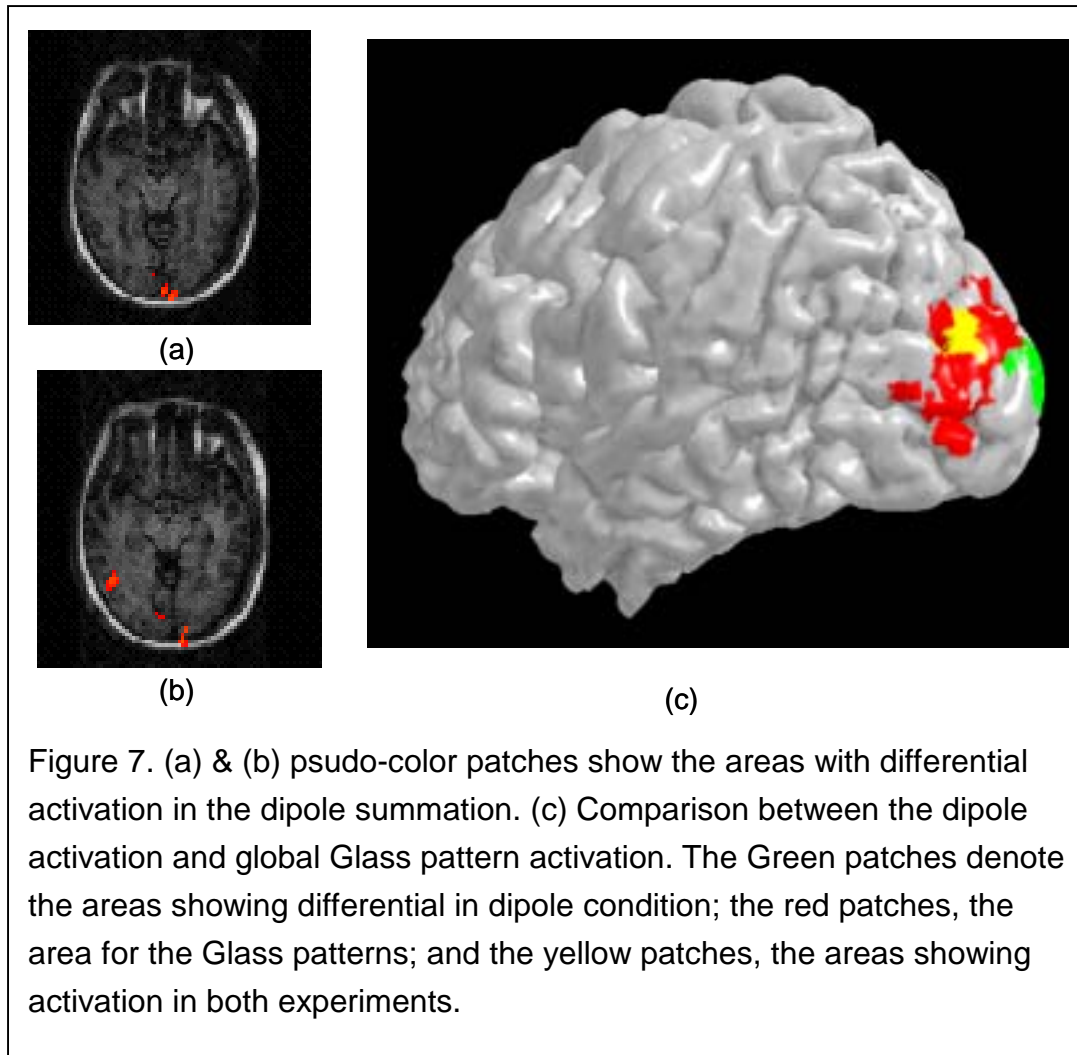 (a)
(b)
(c)
Figure 7. (a) & (b) psudo-color patches show the areas with differential
activation in the dipole summation. (c) Comparison between the dipole
activation and global Glass pattern activation. The Green patches denote
the areas showing differential in dipole condition; the red patches, the
area for the Glass patterns; and the yellow patches, the areas showing
activation in both experiments.